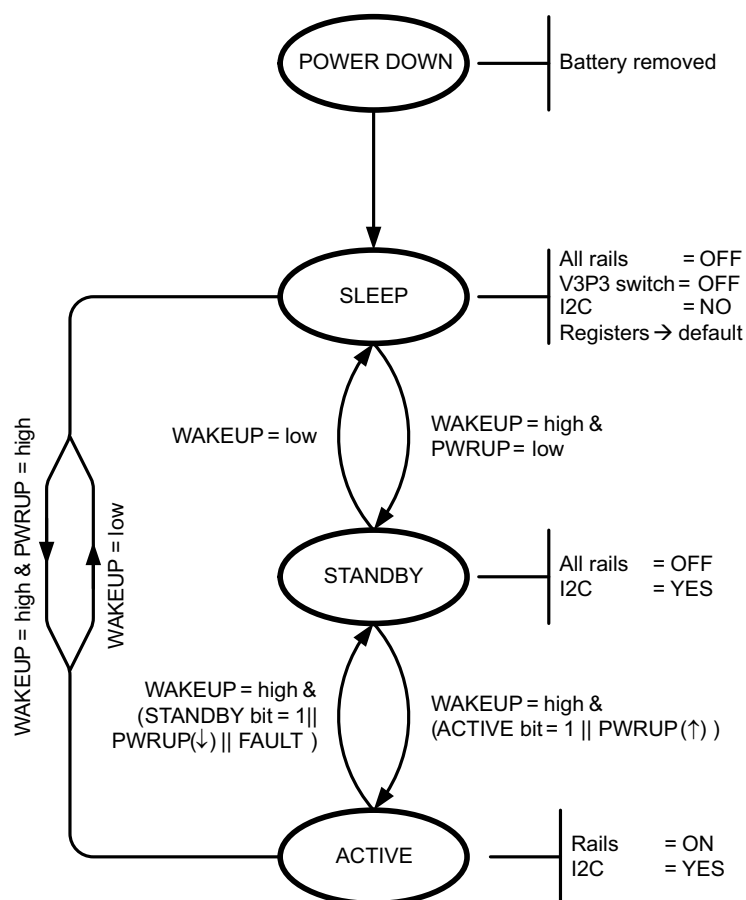 POWER DOWN
Battery removed
SLEEP
All rails = OFF
V3P3 switch = OFF
I2C = NO
Registers → default
WAKEUP = low
WAKEUP = high &
PWRUP = low
WAKEUP = high & PWRUP = high
WAKEUP = low
STANDBY
All rails = OFF
I2C = YES
WAKEUP = high &
(STANDBY bit = 1||
PWRUP(↓) || FAULT )
WAKEUP = high &
(ACTIVE bit = 1 || PWRUP(↑) )
ACTIVE
Rails = ON
I2C = YES